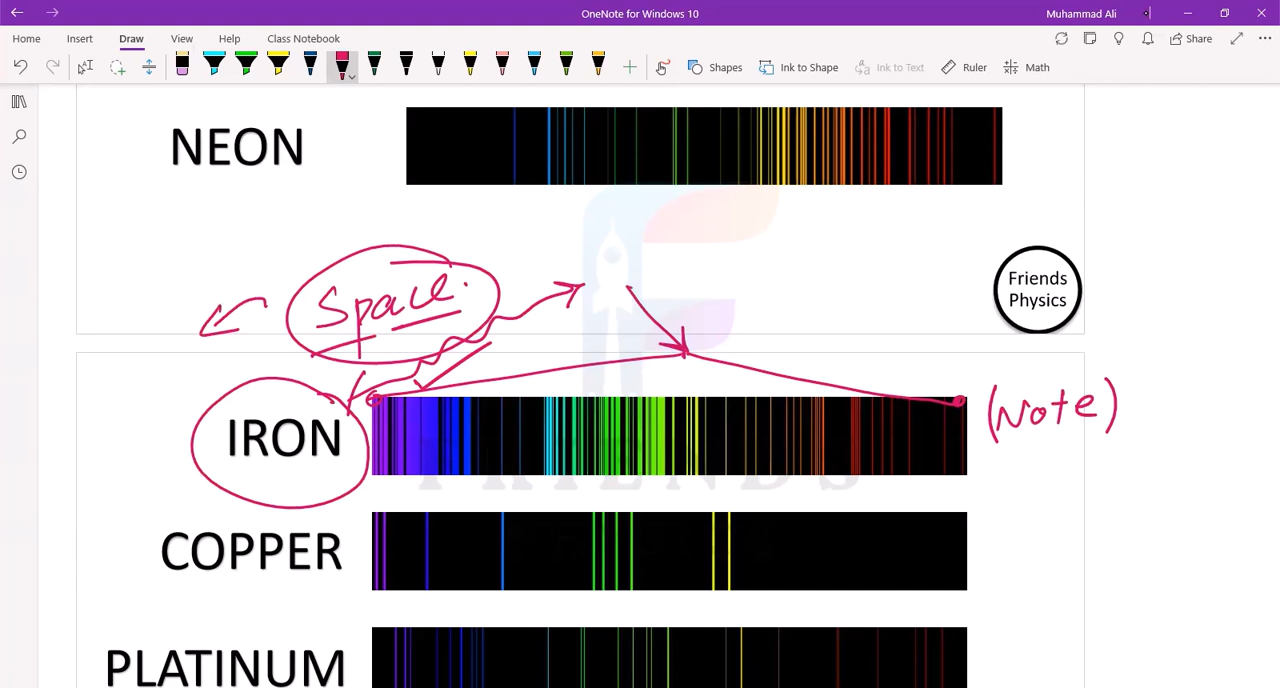 OneNote for Windows 10
Muhammad Ali
Home Insert Draw View Help Class Notebook
Share
Shapes Ink to Shape Ink to Text Ruler Math
NEON
Friends
Physics
Space.
IRON
(Note)
FRIENDS
COPPER
PLATINUM